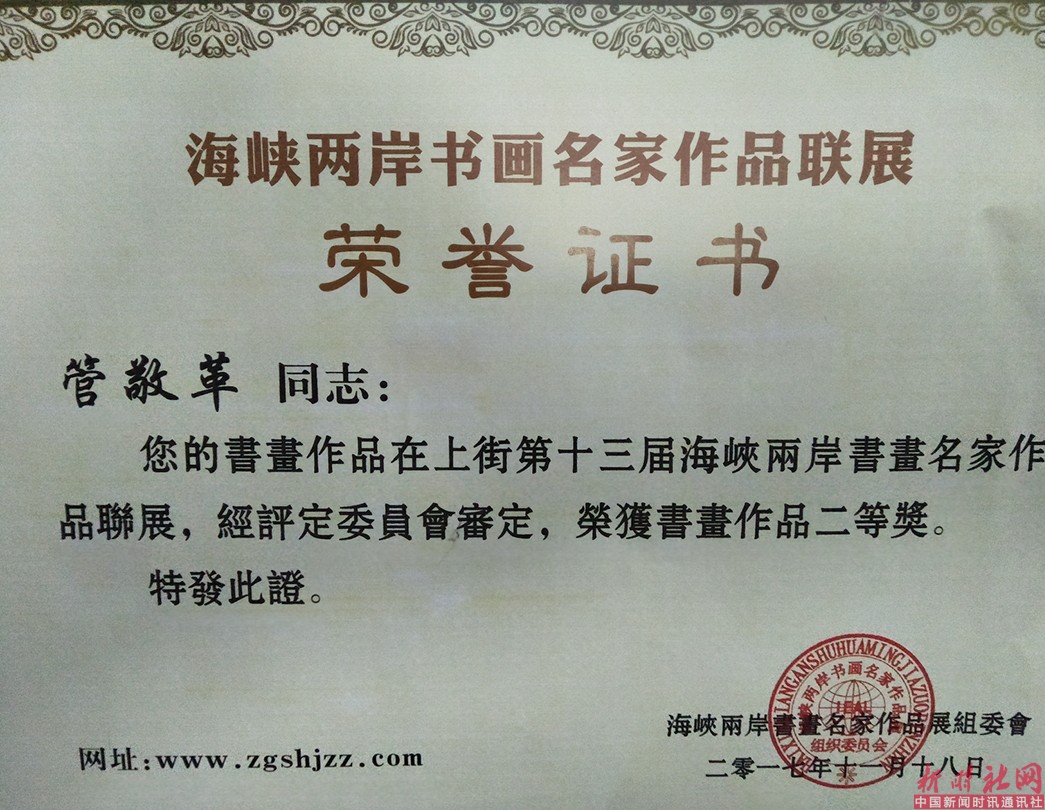 海峡两岸书画名家作品联展
荣誉证书
管敬革 同志：
您的書畫作品在上街第十三届海峽兩岸書畫名家作
品聯展，經評定委員會審定，榮獲書畫作品二等獎。
特發此證。
海峽兩岸書畫名家作品展組委會
组织委员会
二零一七年十一月十八日
网址:www.zgshjzz.com
新时社网
中国新闻时讯通讯社